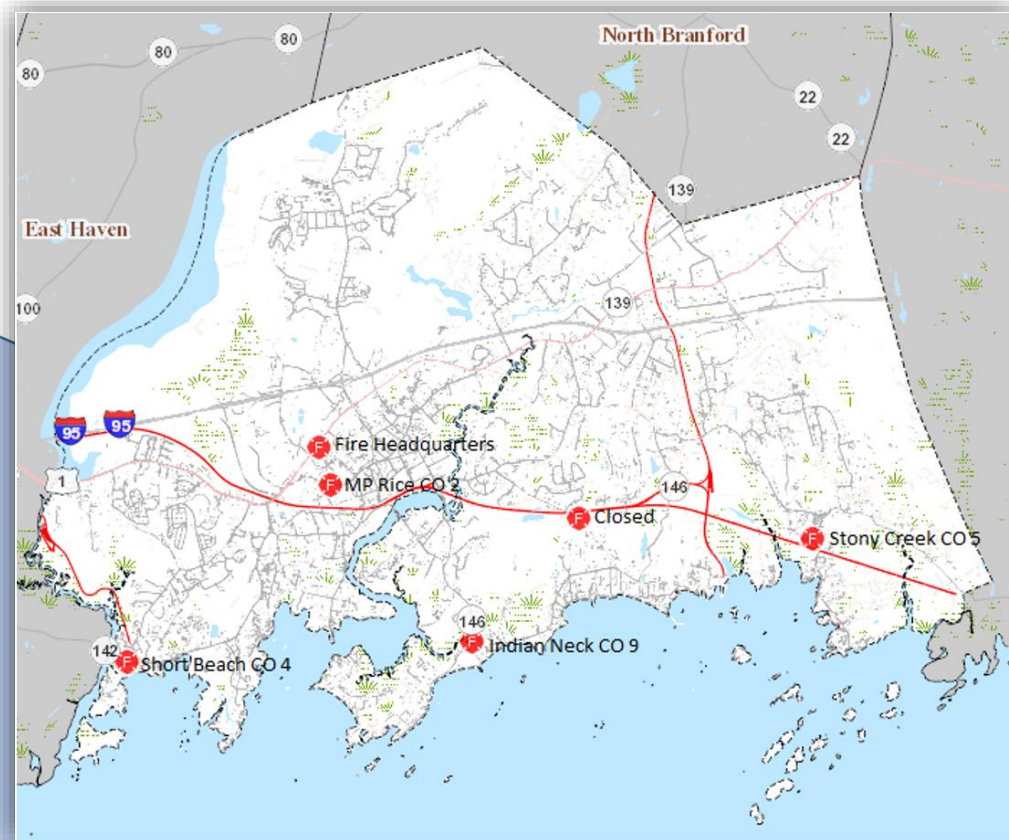 North Branford
80
80
80
22
22
139
East Haven
100
139
95
95
Fire Headquarters
1
MP Rice CO 2
146
Closed
Stony Creek CO 5
146
Indian Neck CO 9
142
Short Beach CO 4
F
F
F
F
F
F